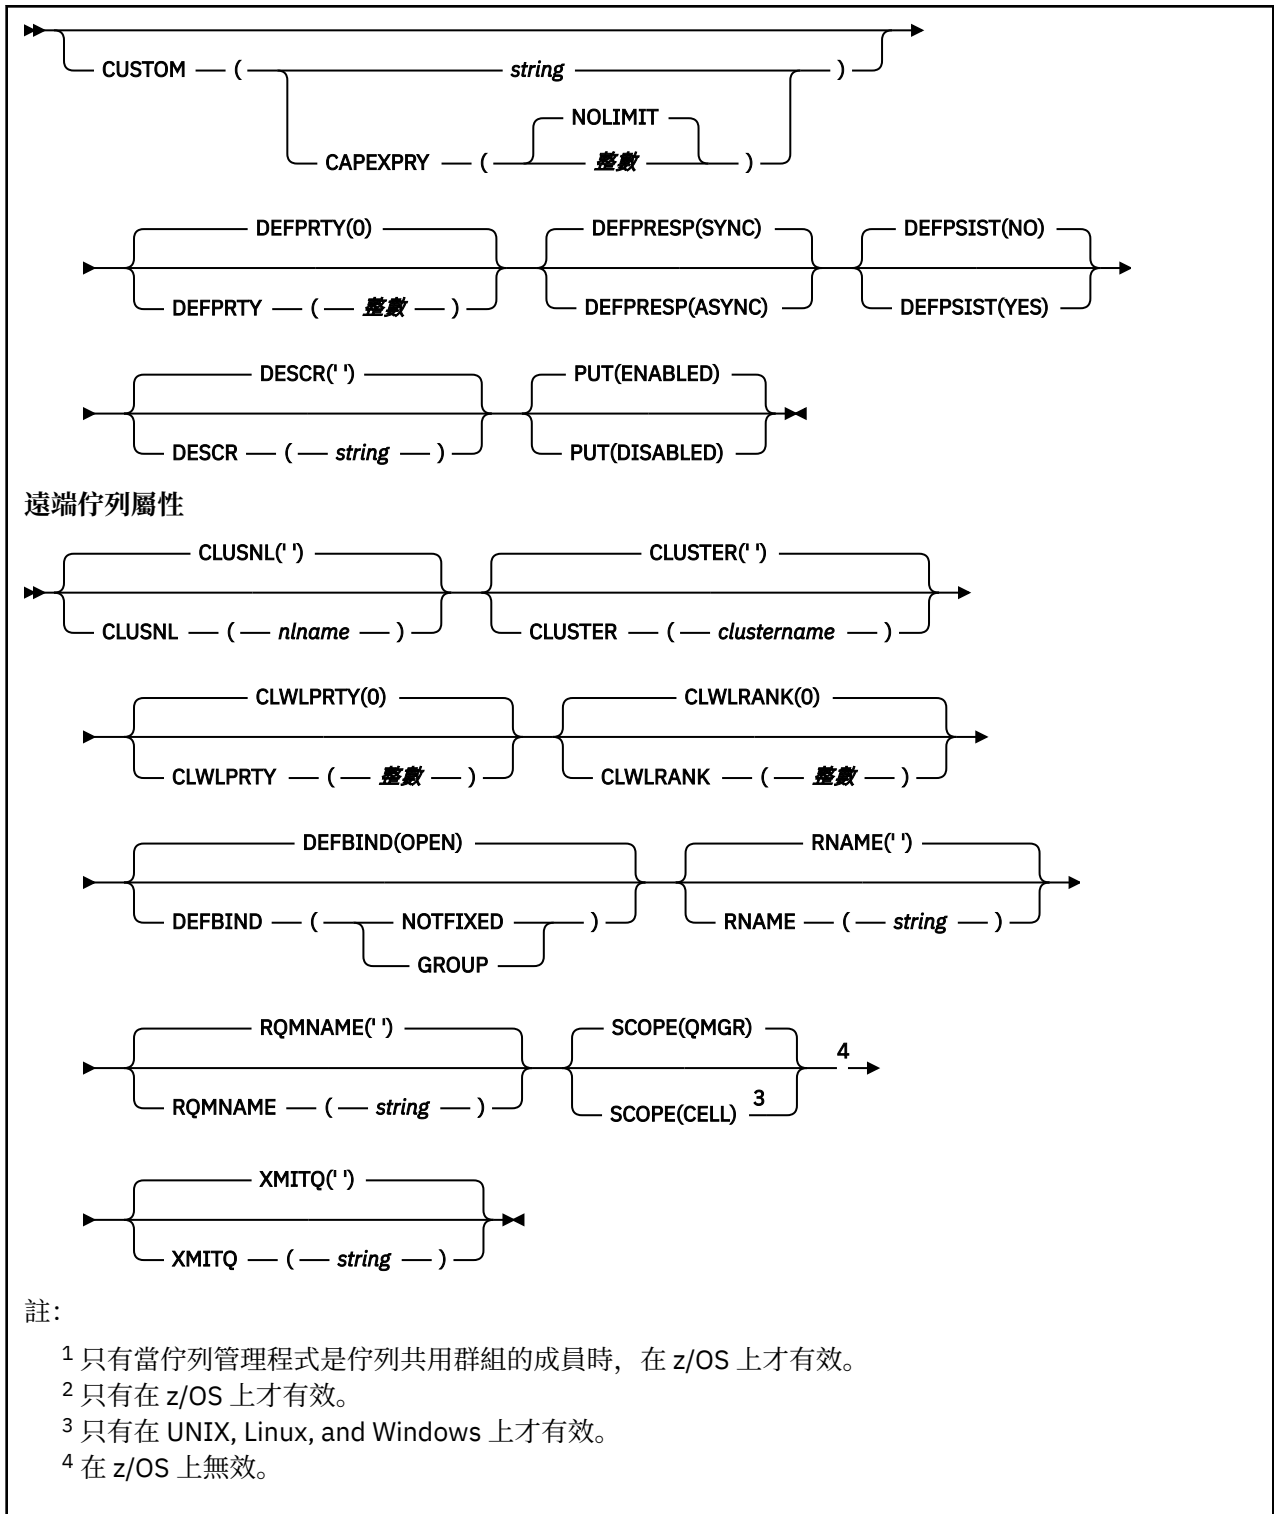 CUSTOM ( string )
NOLIMIT
CAPEXPRY ( 整數 )
DEFPRTY(0) DEFPRESP(SYNC) DEFPSIST(NO)
DEFPRTY ( 整數 ) DEFPRESP(ASYNC) DEFPSIST(YES)
DESCR(' ') PUT(ENABLED)
DESCR ( string ) PUT(DISABLED)
遠端佇列屬性
CLUSNL(' ') CLUSTER(' ')
CLUSNL ( nlname ) CLUSTER ( clustername )
CLWLPRTY(0) CLWLRANK(0)
CLWLPRTY ( 整數 ) CLWLRANK ( 整數 )
DEFBIND(OPEN) RNAME(' ')
DEFBIND ( NOTFIXED ) RNAME ( string )
GROUP
RQMNAME(' ') SCOPE(QMGR) 4
RQMNAME ( string ) SCOPE(CELL) 3
XMITQ(' ')
XMITQ ( string )
註：
1 只有當佇列管理程式是佇列共用群組的成員時，在 z/OS 上才有效。
2 只有在 z/OS 上才有效。
3 只有在 UNIX, Linux, and Windows 上才有效。
4 在 z/OS 上無效。